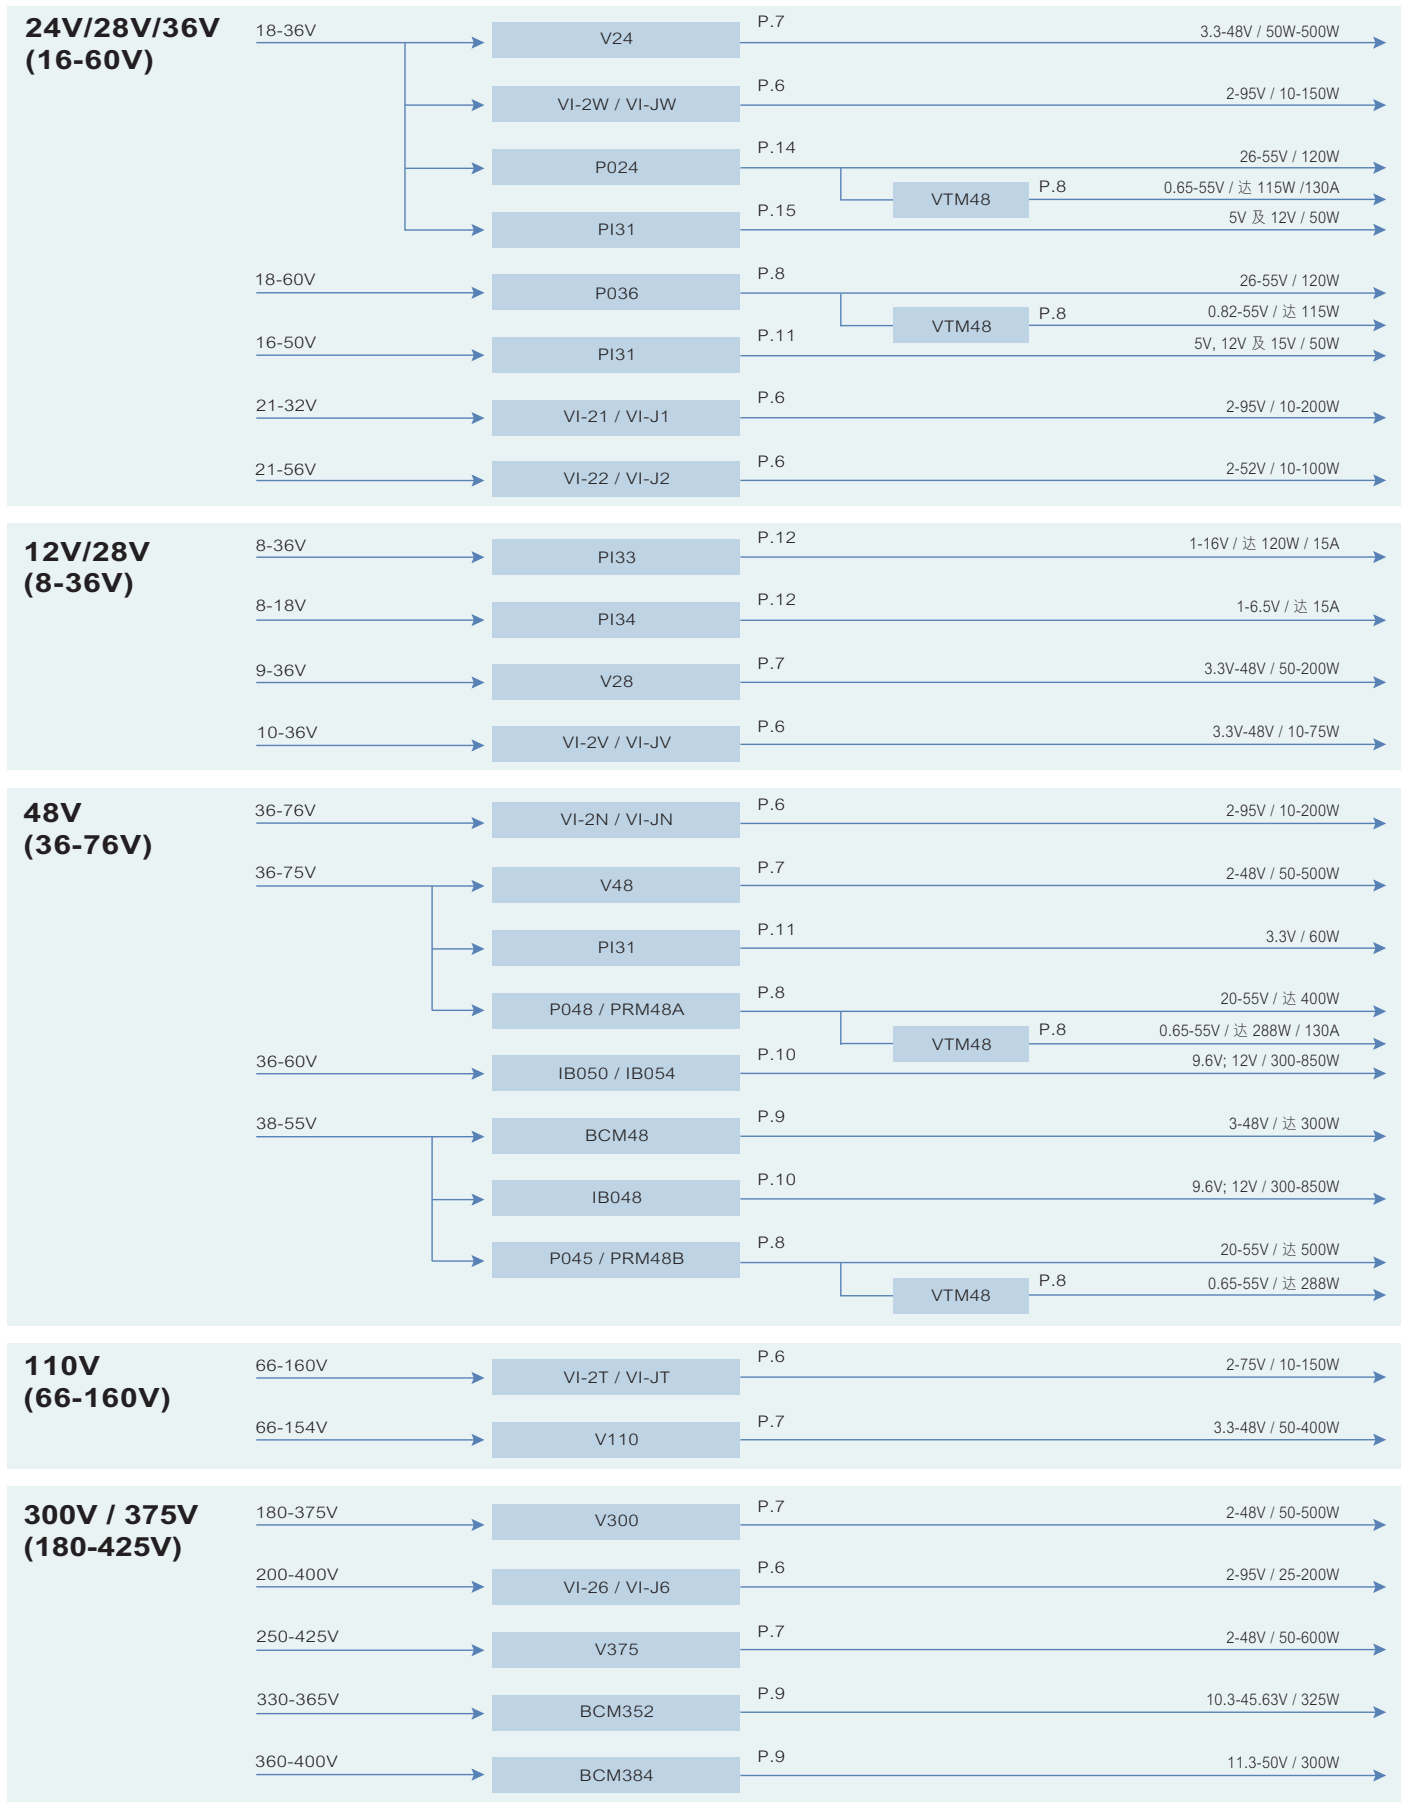 24V/28V/36V
(16-60V)
18-36V
V24
P.7
3.3-48V / 50W-500W
VI-2W / VI-JW
P.6
2-95V / 10-150W
P024
P.14
26-55V / 120W
VTM48
P.8
0.65-55V / 达 115W /130A
PI31
P.15
5V 及 12V / 50W
18-60V
P036
P.8
26-55V / 120W
VTM48
P.8
0.82-55V / 达 115W
16-50V
PI31
P.11
5V, 12V 及 15V / 50W
21-32V
VI-21 / VI-J1
P.6
2-95V / 10-200W
21-56V
VI-22 / VI-J2
P.6
2-52V / 10-100W
12V/28V
(8-36V)
8-36V
PI33
P.12
1-16V / 达 120W / 15A
8-18V
PI34
P.12
1-6.5V / 达 15A
9-36V
V28
P.7
3.3V-48V / 50-200W
10-36V
VI-2V / VI-JV
P.6
3.3V-48V / 10-75W
48V
(36-76V)
36-76V
VI-2N / VI-JN
P.6
2-95V / 10-200W
36-75V
V48
P.7
2-48V / 50-500W
PI31
P.11
3.3V / 60W
P048 / PRM48A
P.8
20-55V / 达 400W
VTM48
P.8
0.65-55V / 达 288W / 130A
36-60V
IB050 / IB054
P.10
9.6V; 12V / 300-850W
38-55V
BCM48
P.9
3-48V / 达 300W
IB048
P.10
9.6V; 12V / 300-850W
P045 / PRM48B
P.8
20-55V / 达 500W
VTM48
P.8
0.65-55V / 达 288W
110V
(66-160V)
66-160V
VI-2T / VI-JT
P.6
2-75V / 10-150W
66-154V
V110
P.7
3.3-48V / 50-400W
300V / 375V
(180-425V)
180-375V
V300
P.7
2-48V / 50-500W
200-400V
VI-26 / VI-J6
P.6
2-95V / 25-200W
250-425V
V375
P.7
2-48V / 50-600W
330-365V
BCM352
P.9
10.3-45.63V / 325W
360-400V
BCM384
P.9
11.3-50V / 300W